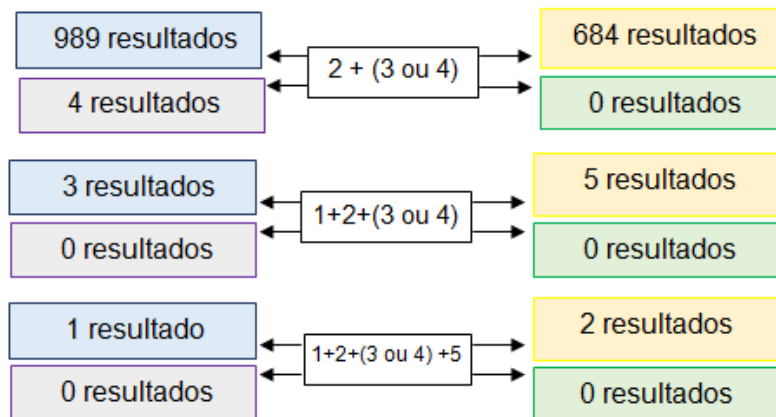 989 resultados
684 resultados
2 + (3 ou 4)
4 resultados
0 resultados
3 resultados
5 resultados
1+2+(3 ou 4)
0 resultados
0 resultados
1 resultado
2 resultados
1+2+(3 ou 4) +5
0 resultados
0 resultados